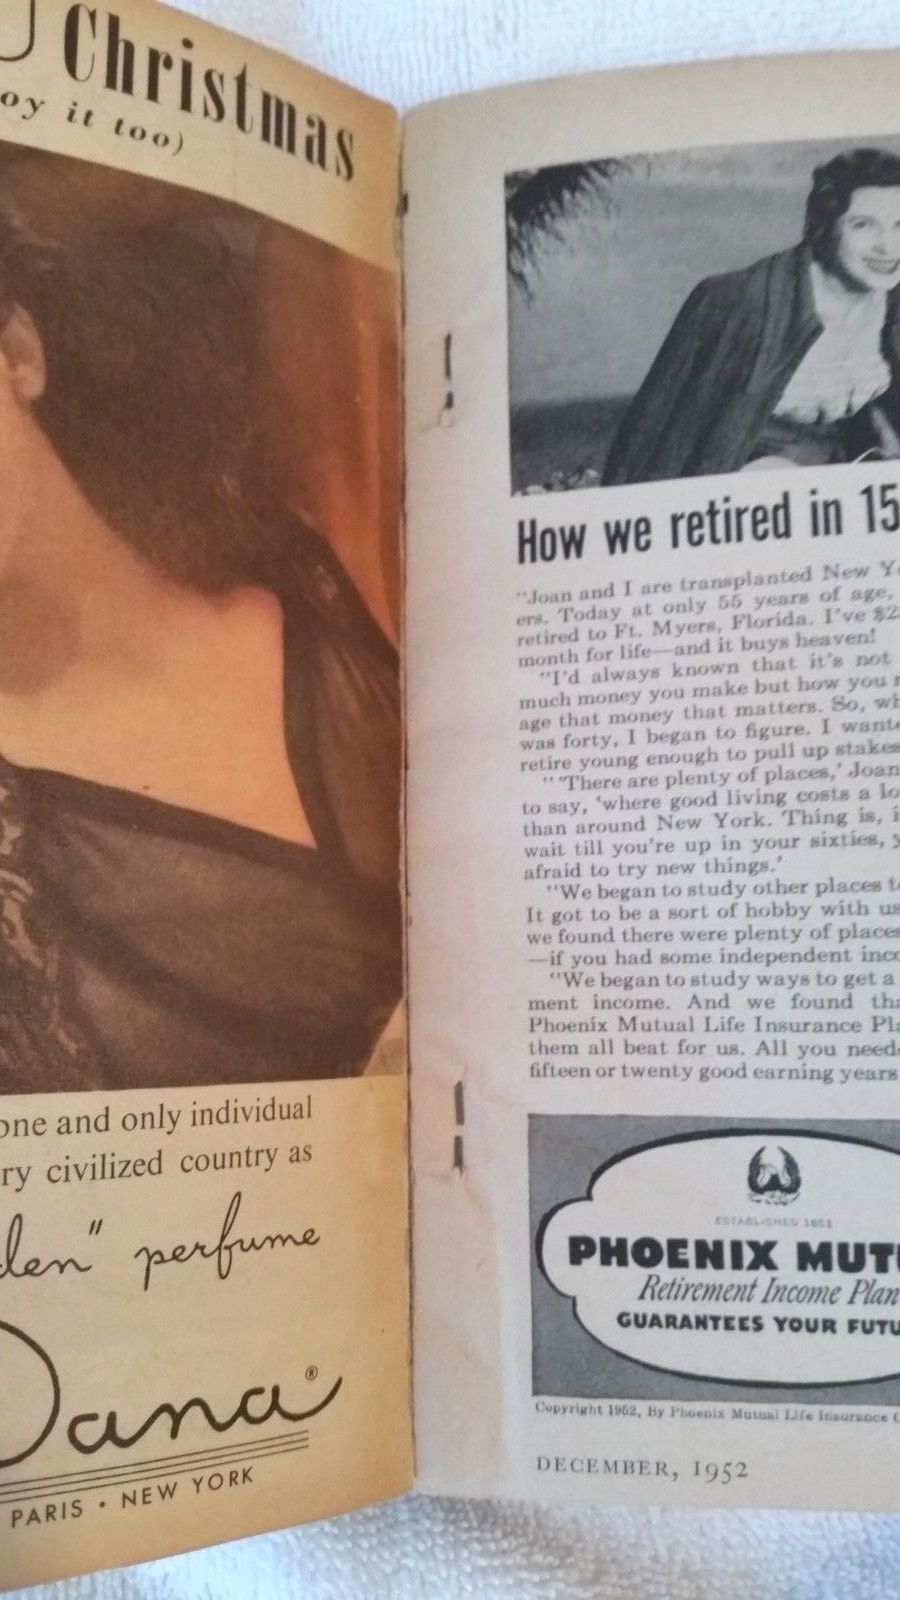 Christmas
oy it too)
one and only individual
ry civilized country as
den" perfume
Dana®
PARIS • NEW YORK
How we retired in 15
"Joan and I are transplanted New Y
ers. Today at only 55 years of age,
retired to Ft. Myers, Florida. I've $2
month for life—and it buys heaven!
"I'd always known that it's not
much money you make but how you
age that money that matters. So, wh
was forty, I began to figure. I want
retire young enough to pull up stakes
"'There are plenty of places,' Joan
to say, 'where good living costs a lo
than around New York. Thing is, i
wait till you're up in your sixties, y
afraid to try new things.'
"We began to study other places t
It got to be a sort of hobby with us
we found there were plenty of places
—if you had some independent inco
"We began to study ways to get a
ment income. And we found tha
Phoenix Mutual Life Insurance Pla
them all beat for us. All you neede
fifteen or twenty good earning years
ESTABLISHED 1851
PHOENIX MUTU
Retirement Income Plan
GUARANTEES YOUR FUTU
Copyright 1952, By Phoenix Mutual Life Insurance C
DECEMBER, 1952